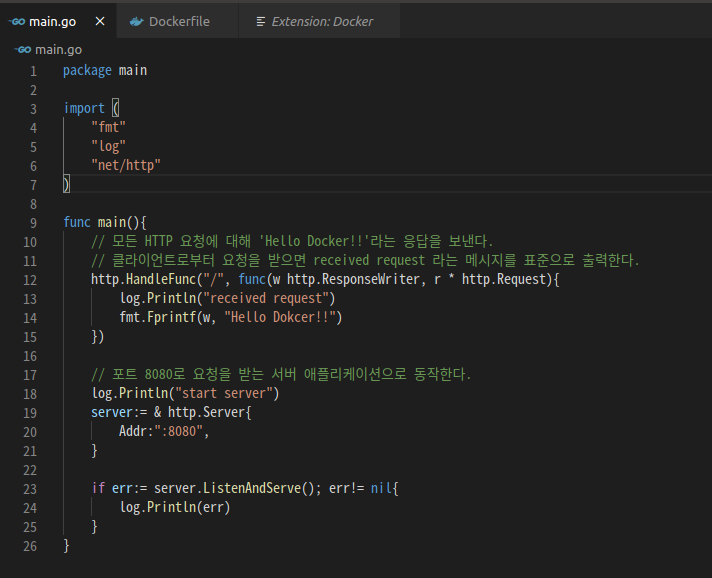 GO main.go × Dockerfile Extension: Docker
GO main.go
1 package main
2
3 import (
4 "fmt"
5 "log"
6 "net/http"
7 )
8
9 func main(){
10 // 모든 HTTP 요청에 대해 'Hello Docker!!'라는 응답을 보낸다.
11 // 클라이언트로부터 요청을 받으면 received request 라는 메시지를 표준으로 출력한다.
12 http.HandleFunc("/", func(w http.ResponseWriter, r * http.Request){
13 log.Println("received request")
14 fmt.Fprintf(w, "Hello Dokcer!!")
15 })
16
17 // 포트 8080로 요청을 받는 서버 애플리케이션으로 동작한다.
18 log.Println("start server")
19 server:= & http.Server{
20 Addr:":8080",
21 }
22
23 if err:= server.ListenAndServe(); err!= nil{
24 log.Println(err)
25 }
26 }